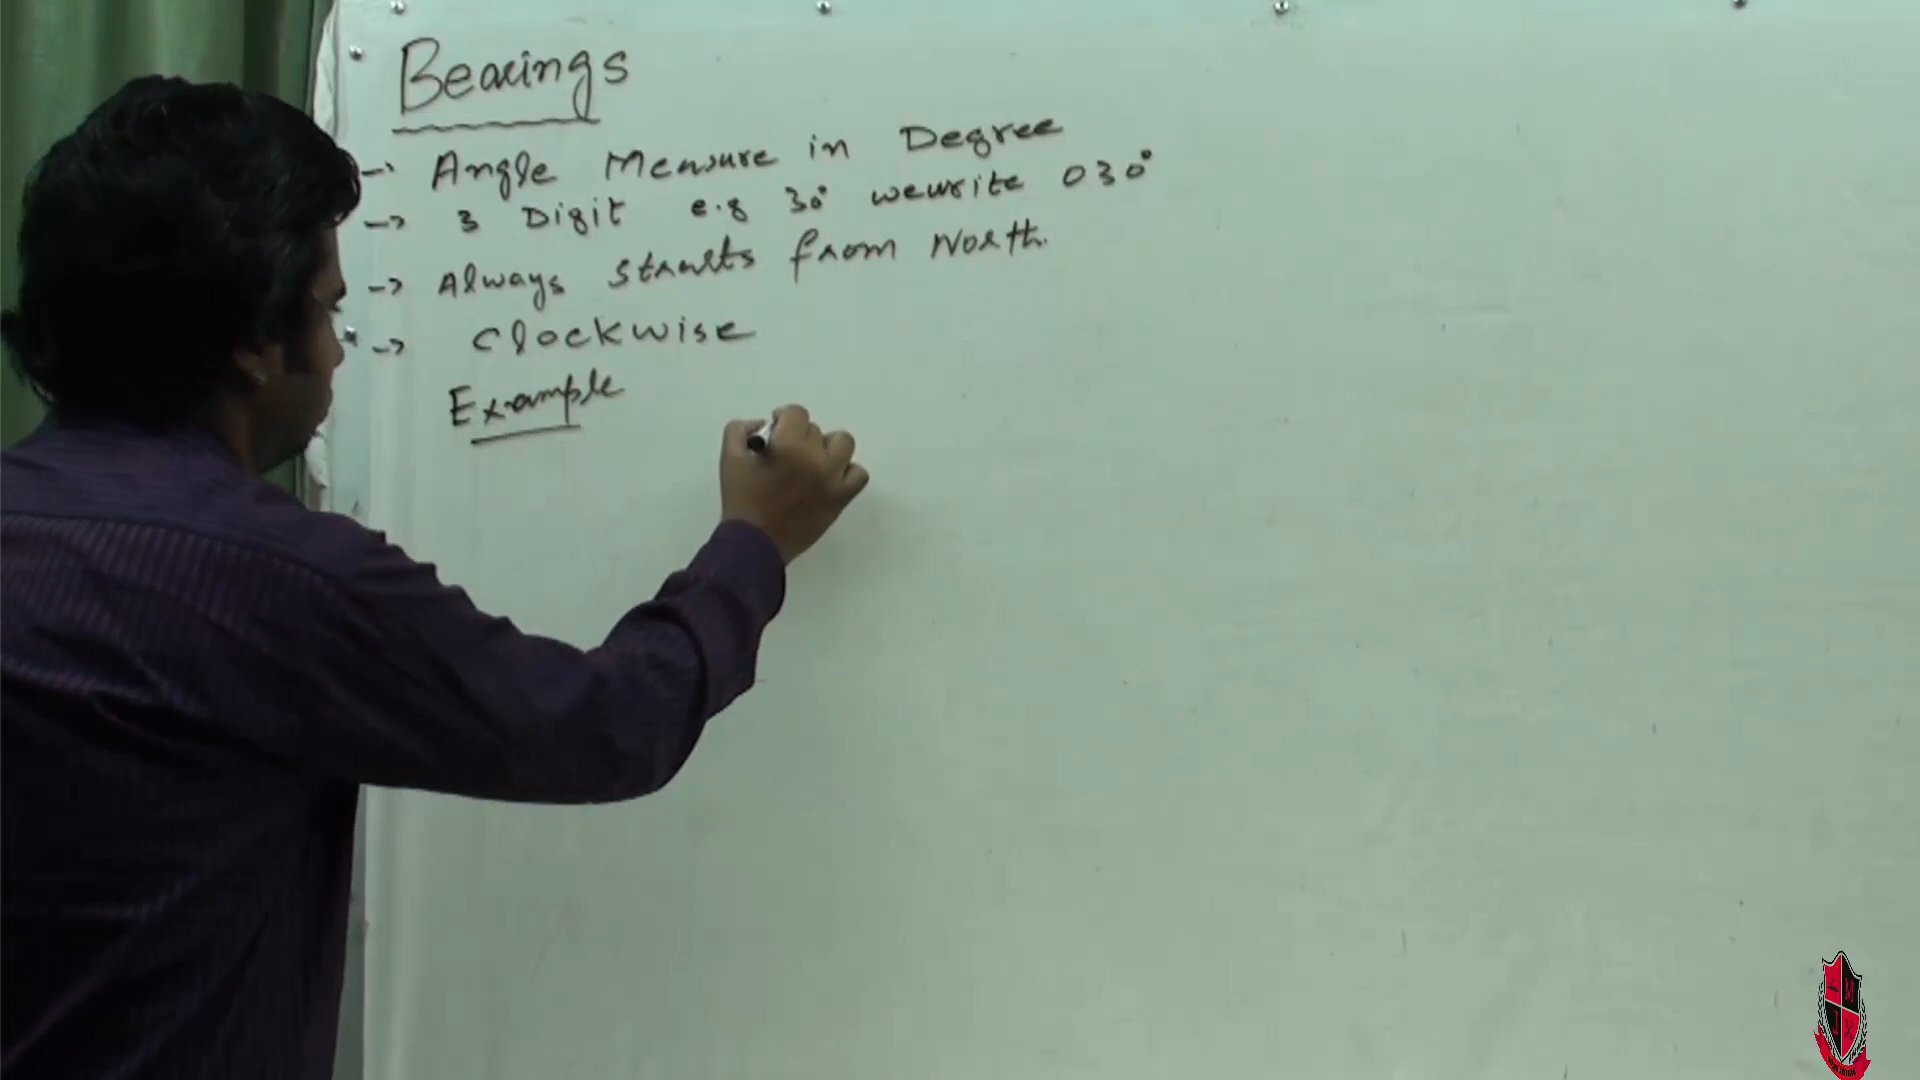 Bearings
-> Angle Measure in Degree
-> 3 Digit e.g 30° we write 030°
-> Always starts from North.
-> Clockwise
Example